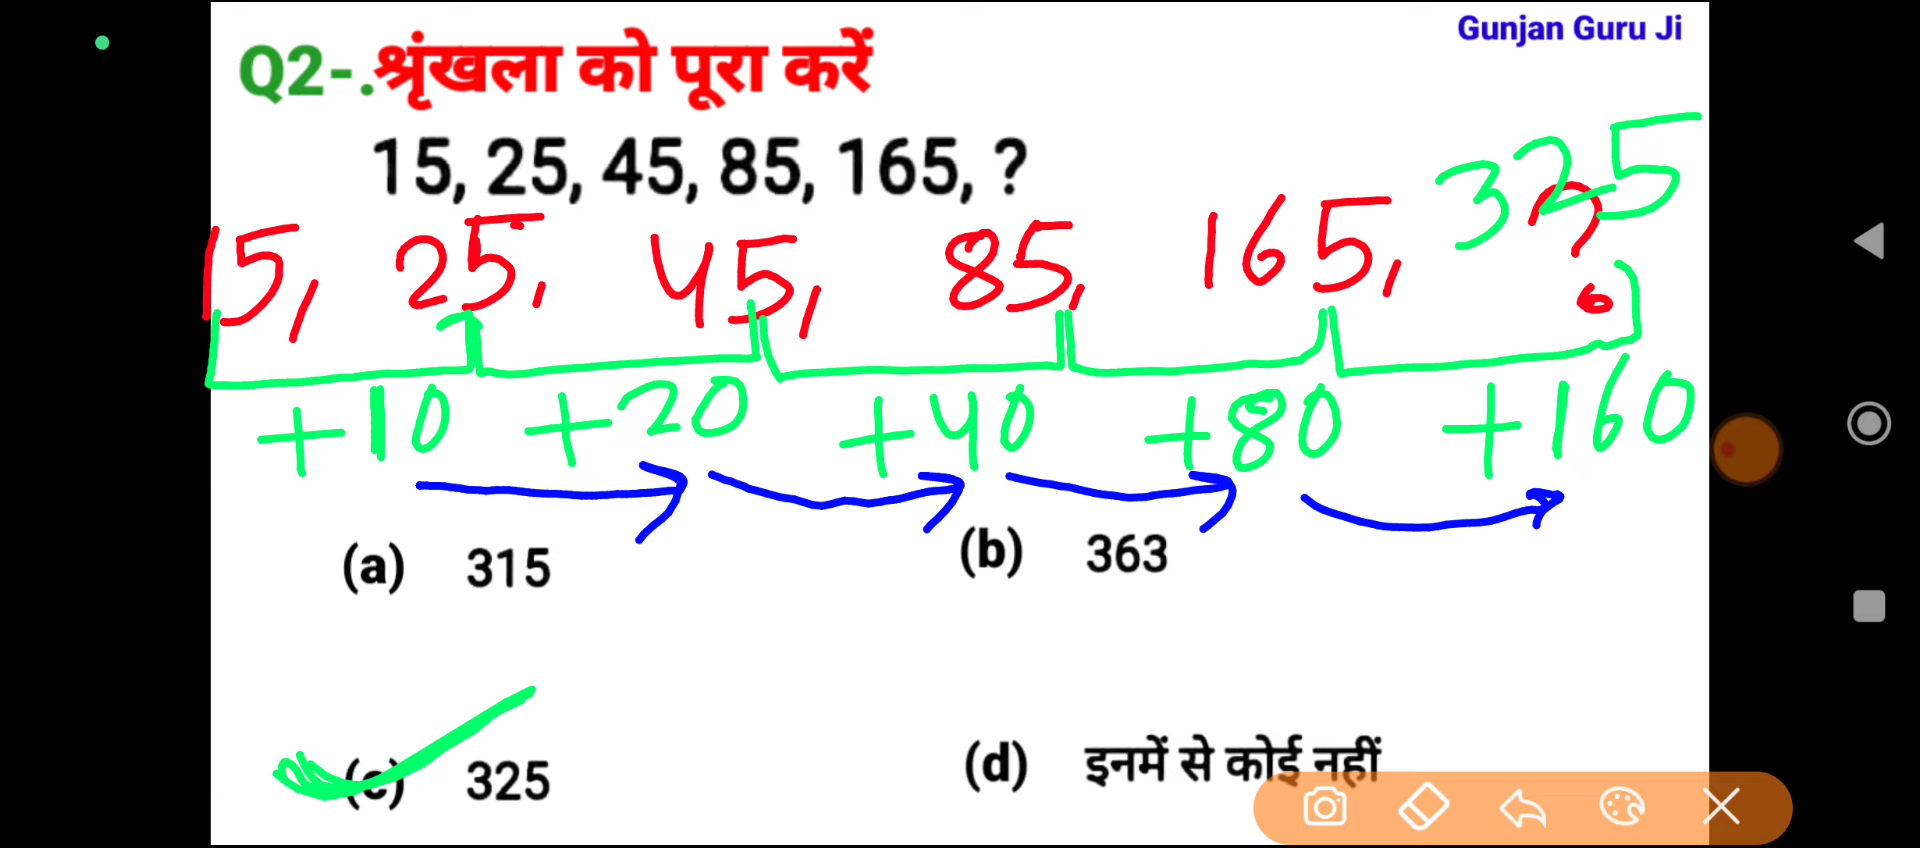 Gunjan Guru Ji
Q2-.श्रृंखला को पूरा करें
15, 25, 45, 85, 165, ?
325
15, 25, 45, 85, 165, ?
+10 +20 +40 +80 +160
(a) 315 (b) 363
(c) 325 (d) इनमें से कोई नहीं